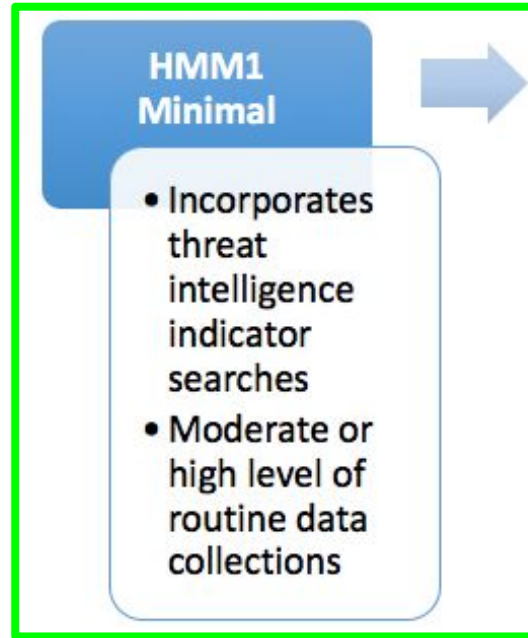 HMM1
Minimal
• Incorporates
threat
intelligence
indicator
searches
• Moderate or
high level of
routine data
collections